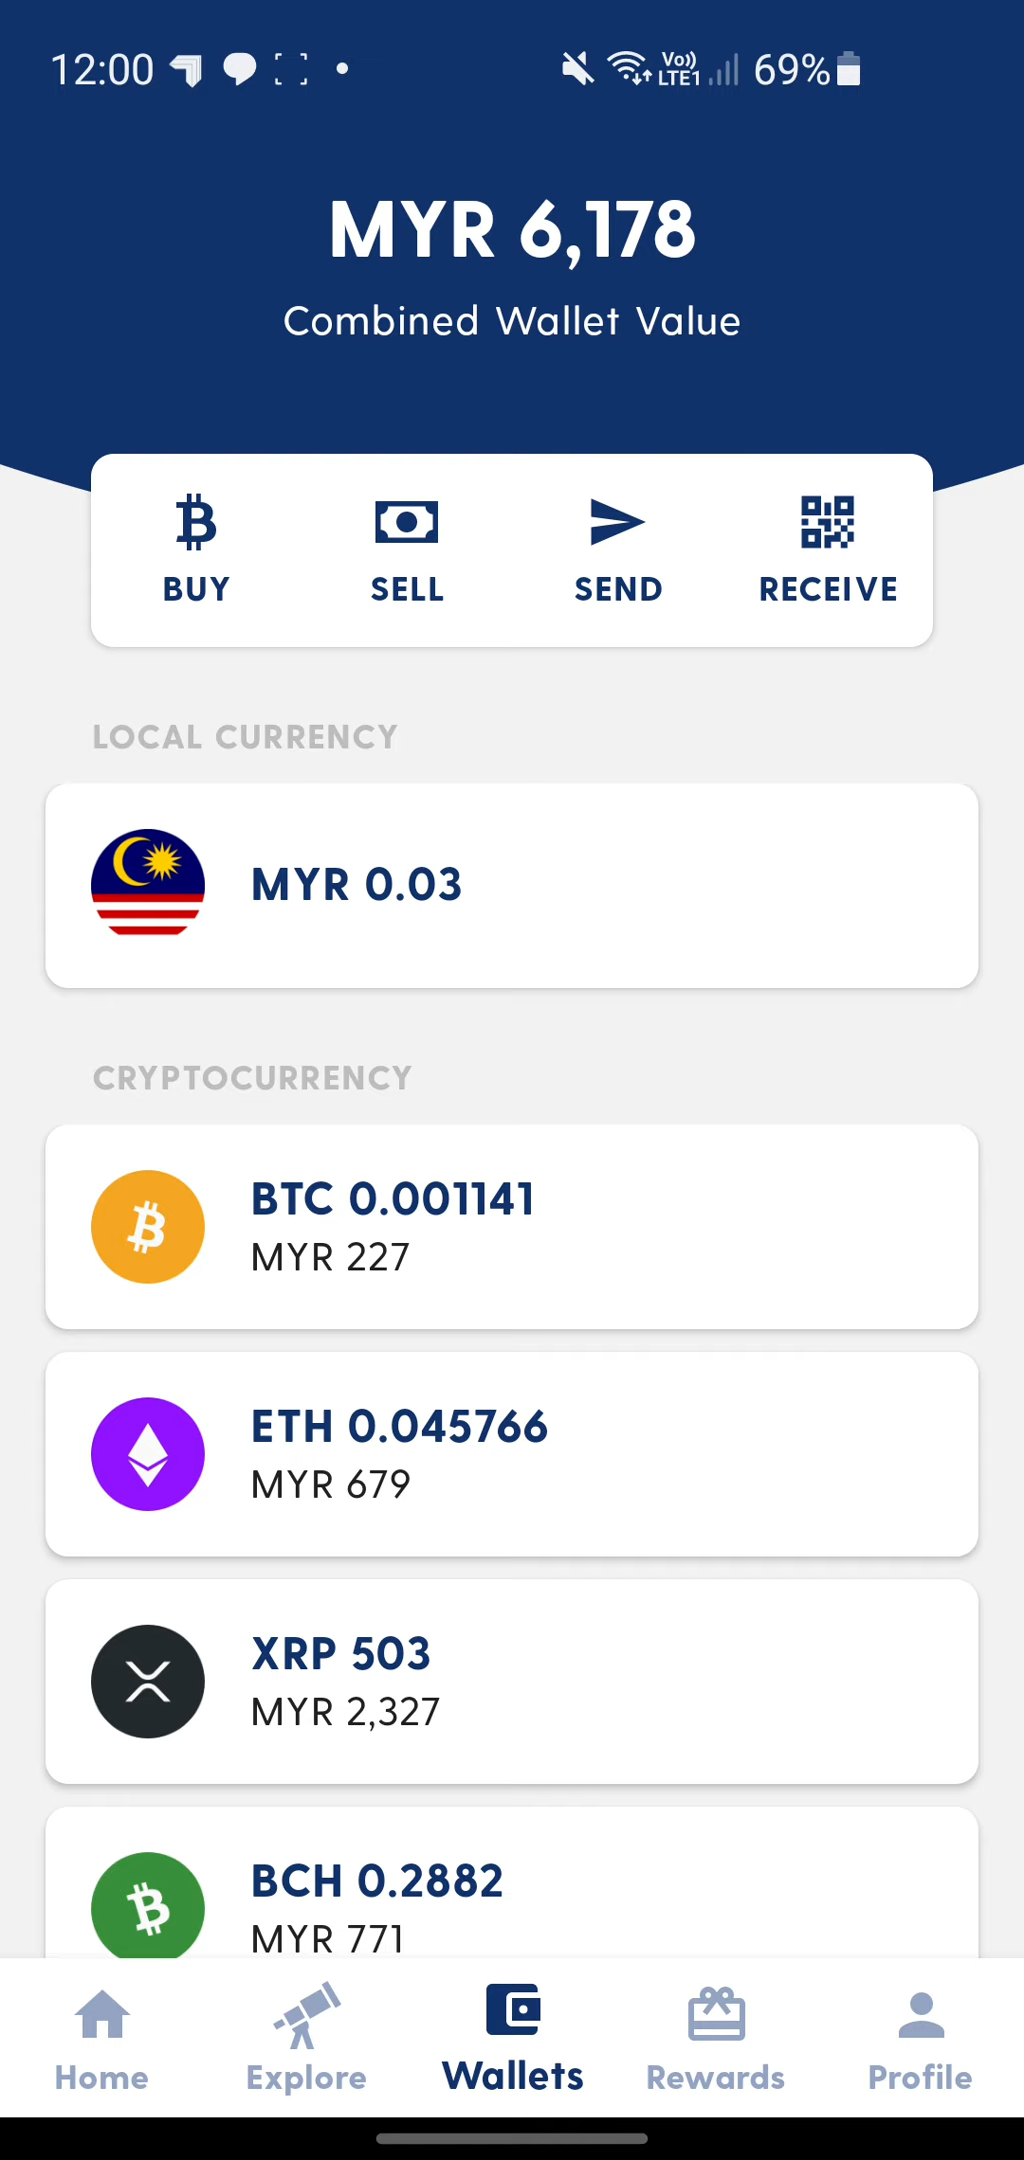 12:00
Vo)) LTE1 69%
MYR 6,178
Combined Wallet Value
BUY SELL SEND RECEIVE
LOCAL CURRENCY
MYR 0.03
CRYPTOCURRENCY
BTC 0.001141
MYR 227
ETH 0.045766
MYR 679
XRP 503
MYR 2,327
BCH 0.2882
MYR 771
Home Explore Wallets Rewards Profile